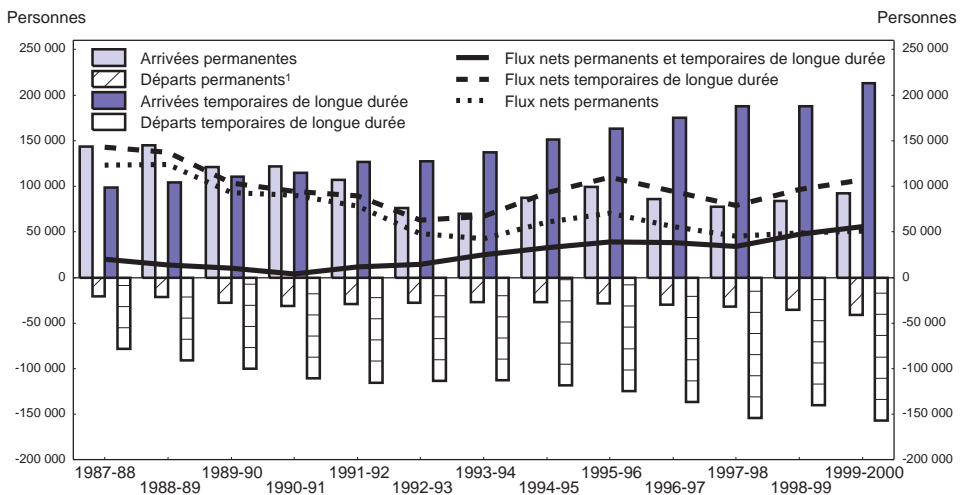 Personnes
Personnes
250 000
200 000
150 000
100 000
50 000
0
-50 000
-100 000
-150 000
-200 000
Arrivées permanentes
Départs permanents¹
Arrivées temporaires de longue durée
Départs temporaires de longue durée
Flux nets permanents et temporaires de longue durée
Flux nets temporaires de longue durée
Flux nets permanents
250 000
200 000
150 000
100 000
50 000
0
-50 000
-100 000
-150 000
-200 000
1987-88 1989-90 1991-92 1993-94 1995-96 1997-98 1999-2000
1988-89 1990-91 1992-93 1994-95 1996-97 1998-99